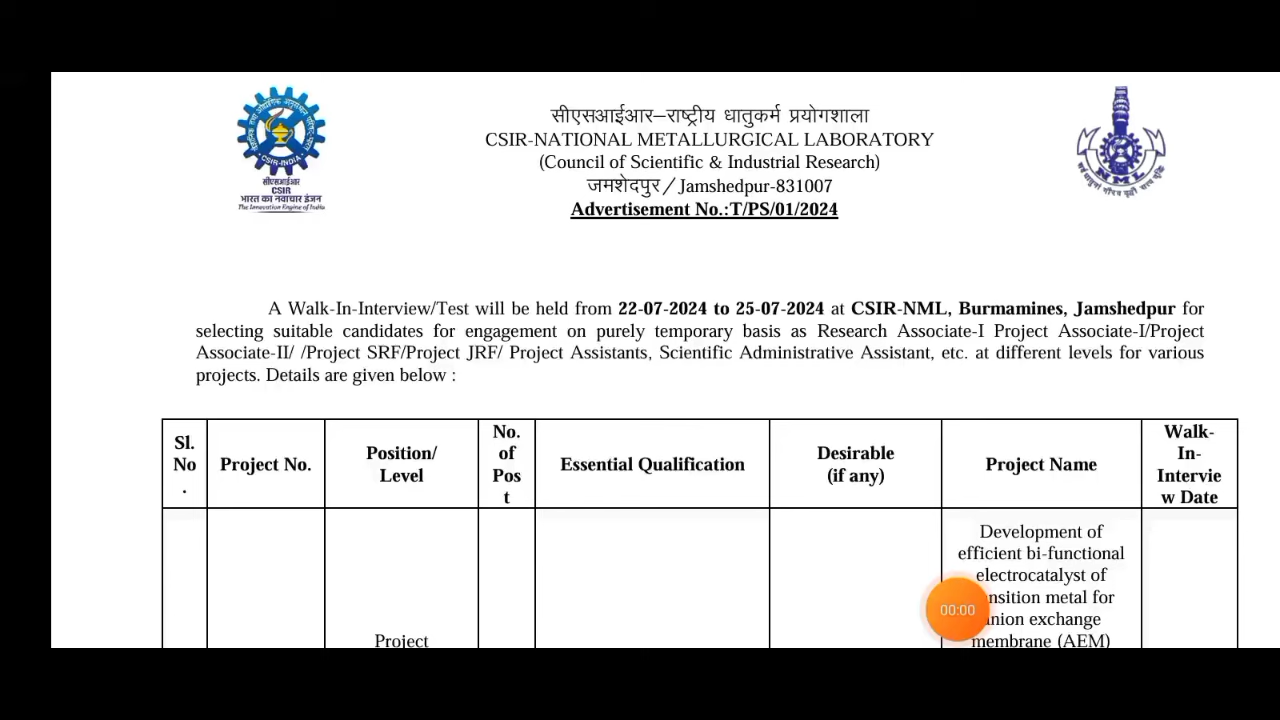 सीएसआईआर–राष्ट्रीय धातुकर्म प्रयोगशाला
CSIR-NATIONAL METALLURGICAL LABORATORY
(Council of Scientific & Industrial Research)
जमशेदपुर/Jamshedpur-831007
Advertisement No.:T/PS/01/2024
CSIR-INDIA
सीएसआईआर
CSIR
भारत का नवाचार इंजन
The Innovation Engine of India
NML
A Walk-In-Interview/Test will be held from 22-07-2024 to 25-07-2024 at CSIR-NML, Burmamines, Jamshedpur for
selecting suitable candidates for engagement on purely temporary basis as Research Associate-I Project Associate-I/Project
Associate-II/ /Project SRF/Project JRF/ Project Assistants, Scientific Administrative Assistant, etc. at different levels for various
projects. Details are given below :
Sl.
No
.
Project No.
Position/
Level
No.
of
Pos
t
Essential Qualification
Desirable
(if any)
Project Name
Walk-
In-
Intervie
w Date
Project
Development of
efficient bi-functional
electrocatalyst of
nsition metal for
nion exchange
membrane (AEM)
00:00